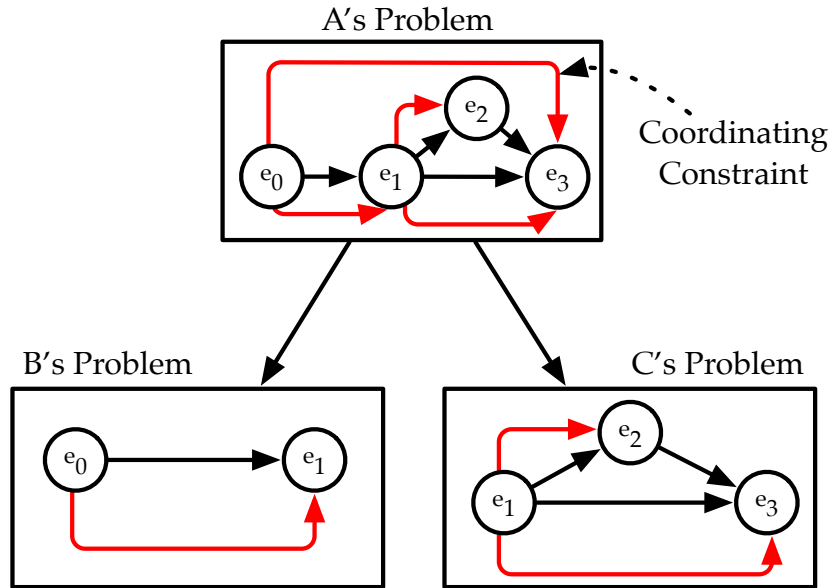 A's Problem
e2
e0
e1
e3
Coordinating
Constraint
B's Problem
C's Problem
e0
e1
e2
e1
e3